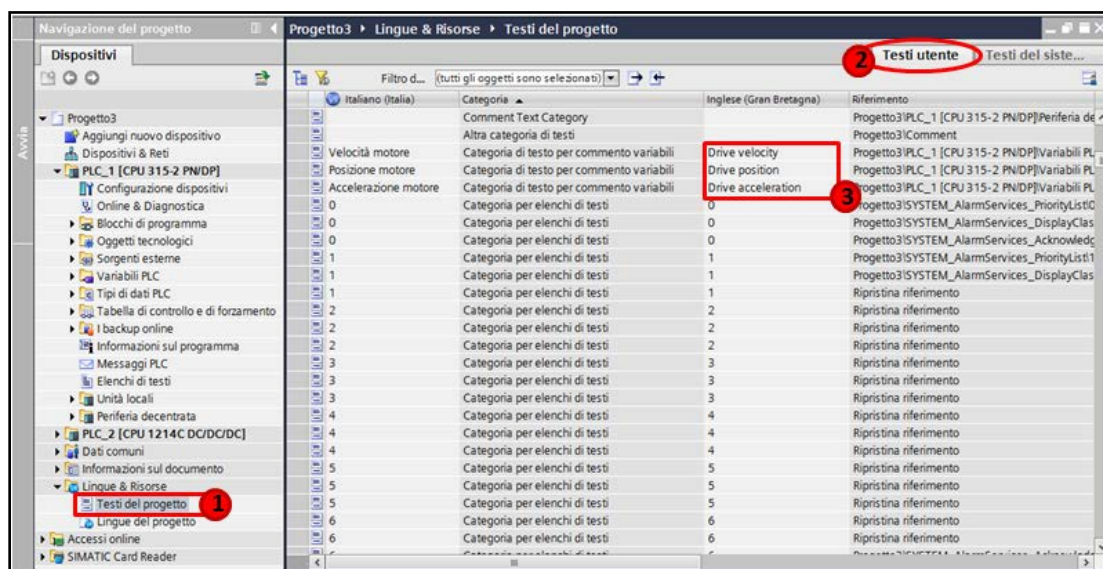 Navigazione del progetto
Progetto3 ▸ Lingue & Risorse ▸ Testi del progetto
Dispositivi
2
Testi utente
Testi del siste...
Filtro d...
(tutti gli oggetti sono selezionati)
Avvia
Progetto3
Aggiungi nuovo dispositivo
Dispositivi & Reti
PLC_1 [CPU 315-2 PN/DP]
Configurazione dispositivi
Online & Diagnostica
Blocchi di programma
Oggetti tecnologici
Sorgenti esterne
Variabili PLC
Tipi di dati PLC
Tabella di controllo e di forzamento
I backup online
Informazioni sul programma
Messaggi PLC
Elenchi di testi
Unità locali
Periferia decentrata
PLC_2 [CPU 1214C DC/DC/DC]
Dati comuni
Informazioni sul documento
Lingue & Risorse
Testi del progetto
1
Lingue del progetto
Accessi online
SIMATIC Card Reader
Italiano (Italia) Categoria Inglese (Gran Bretagna) Riferimento
Comment Text Category Progetto3\PLC_1 [CPU 315-2 PN/DP]\Periferia de
Altra categoria di testi Progetto3\Comment
Velocità motore Categoria di testo per commento variabili Drive velocity Progetto3\PLC_1 [CPU 315-2 PN/DP]\Variabili PL
Posizione motore Categoria di testo per commento variabili Drive position Progetto3\PLC_1 [CPU 315-2 PN/DP]\Variabili PL
Accelerazione motore Categoria di testo per commento variabili Drive acceleration Progetto3\PLC_1 [CPU 315-2 PN/DP]\Variabili PL
3
0 Categoria per elenchi di testi 0 Progetto3\SYSTEM_AlarmServices_PriorityList\0
0 Categoria per elenchi di testi 0 Progetto3\SYSTEM_AlarmServices_DisplayClas
0 Categoria per elenchi di testi 0 Progetto3\SYSTEM_AlarmServices_Acknowledg
1 Categoria per elenchi di testi 1 Progetto3\SYSTEM_AlarmServices_PriorityList\1
1 Categoria per elenchi di testi 1 Progetto3\SYSTEM_AlarmServices_DisplayClas
1 Categoria per elenchi di testi 1 Ripristina riferimento
2 Categoria per elenchi di testi 2 Ripristina riferimento
2 Categoria per elenchi di testi 2 Ripristina riferimento
2 Categoria per elenchi di testi 2 Ripristina riferimento
3 Categoria per elenchi di testi 3 Ripristina riferimento
3 Categoria per elenchi di testi 3 Ripristina riferimento
3 Categoria per elenchi di testi 3 Ripristina riferimento
4 Categoria per elenchi di testi 4 Ripristina riferimento
4 Categoria per elenchi di testi 4 Ripristina riferimento
4 Categoria per elenchi di testi 4 Ripristina riferimento
5 Categoria per elenchi di testi 5 Ripristina riferimento
5 Categoria per elenchi di testi 5 Ripristina riferimento
5 Categoria per elenchi di testi 5 Ripristina riferimento
6 Categoria per elenchi di testi 6 Ripristina riferimento
6 Categoria per elenchi di testi 6 Ripristina riferimento